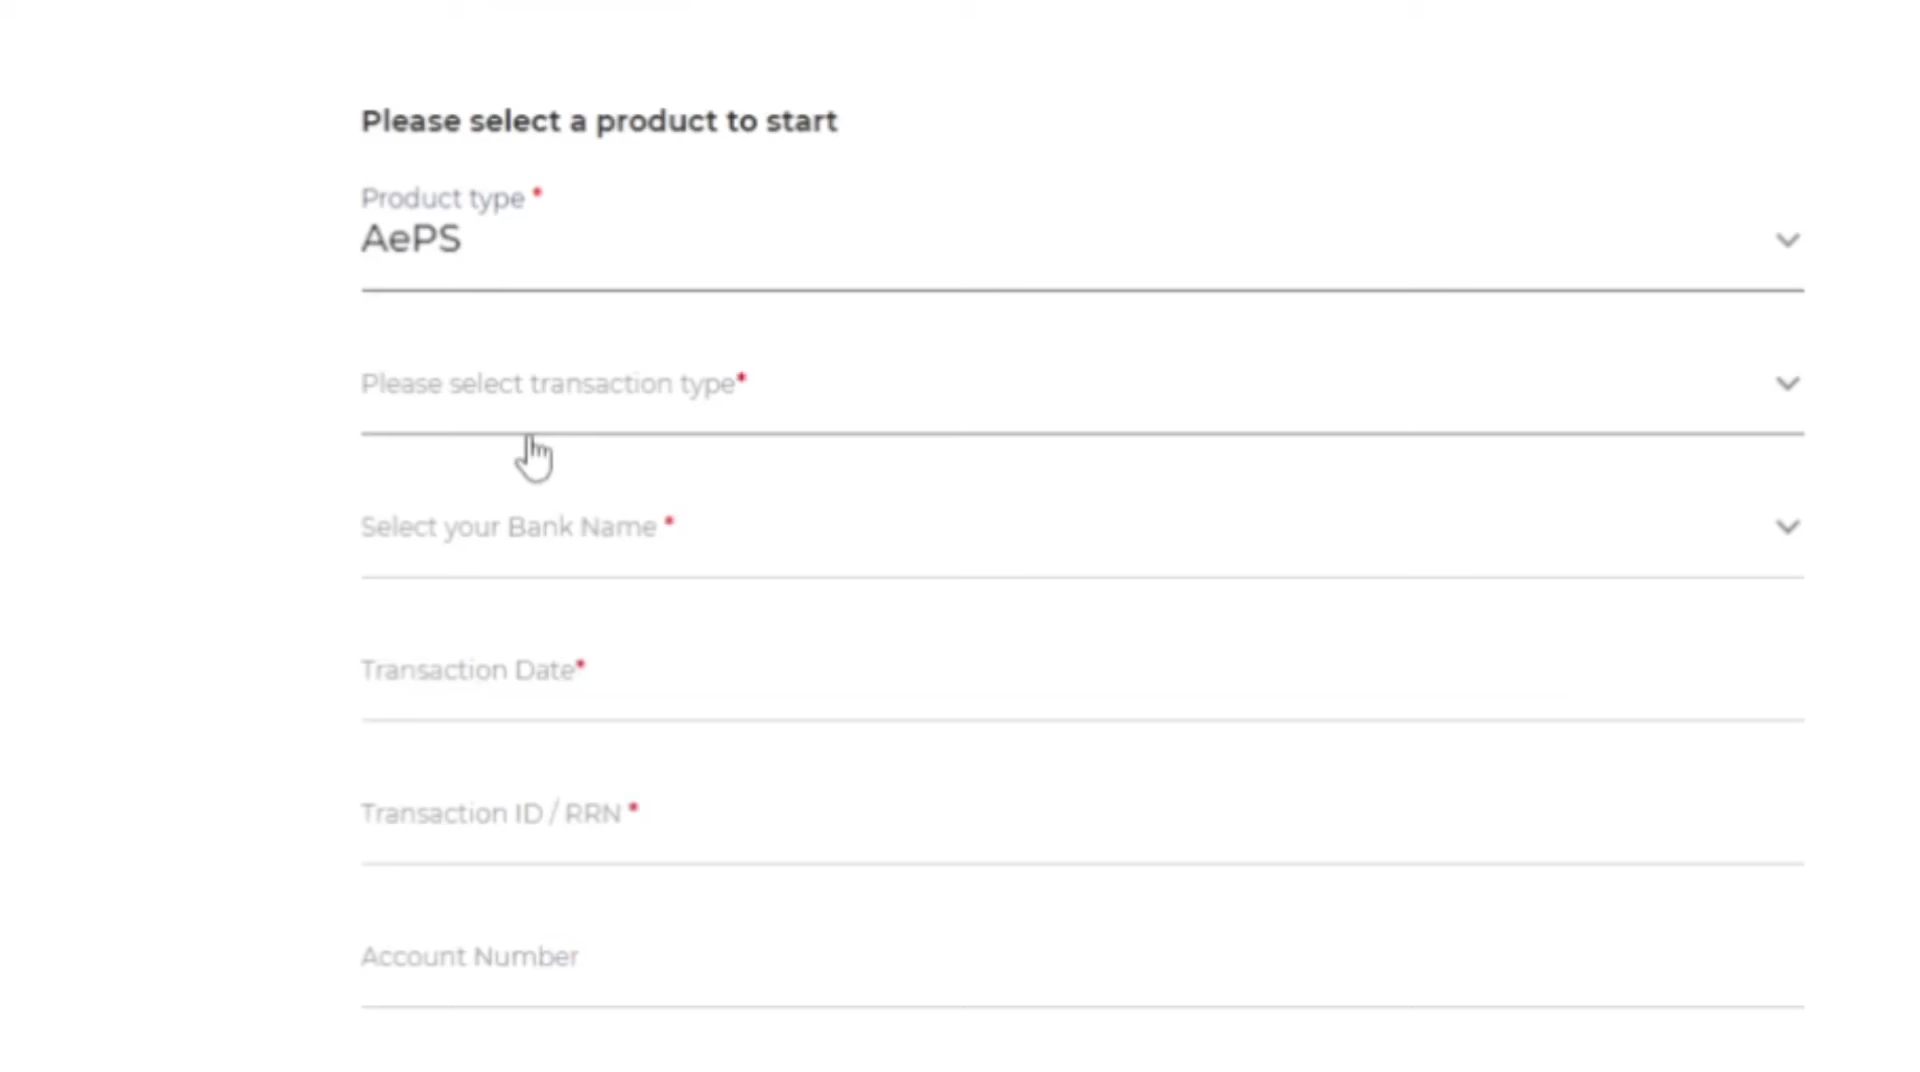 Please select a product to start
Product type *
AePS
Please select transaction type*
Select your Bank Name *
Transaction Date*
Transaction ID / RRN *
Account Number